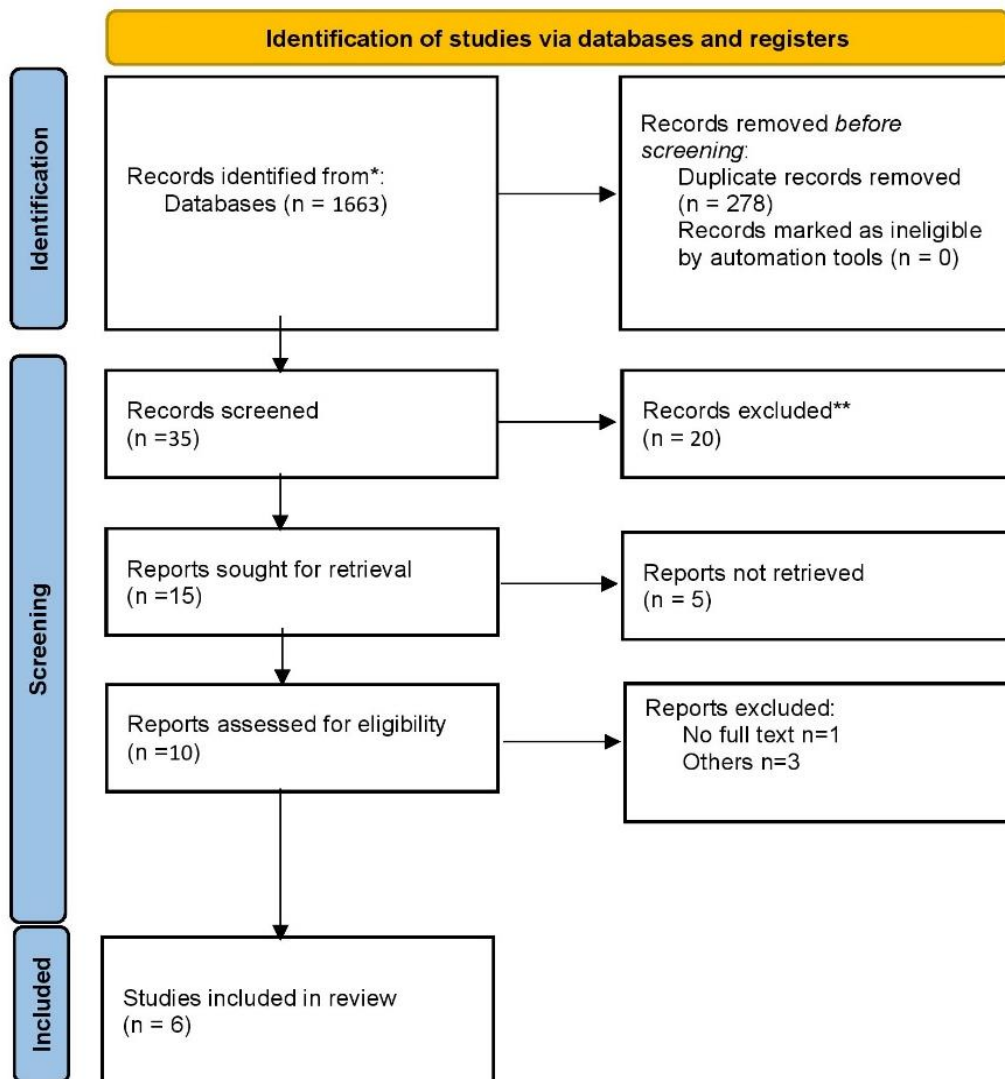 Identification of studies via databases and registers
Identification
Records identified from*:
Databases (n = 1663)
Records removed before
screening:
Duplicate records removed
(n = 278)
Records marked as ineligible
by automation tools (n = 0)
Screening
Records screened
(n =35)
Records excluded**
(n = 20)
Reports sought for retrieval
(n =15)
Reports not retrieved
(n = 5)
Reports assessed for eligibility
(n =10)
Reports excluded:
No full text n=1
Others n=3
Included
Studies included in review
(n = 6)